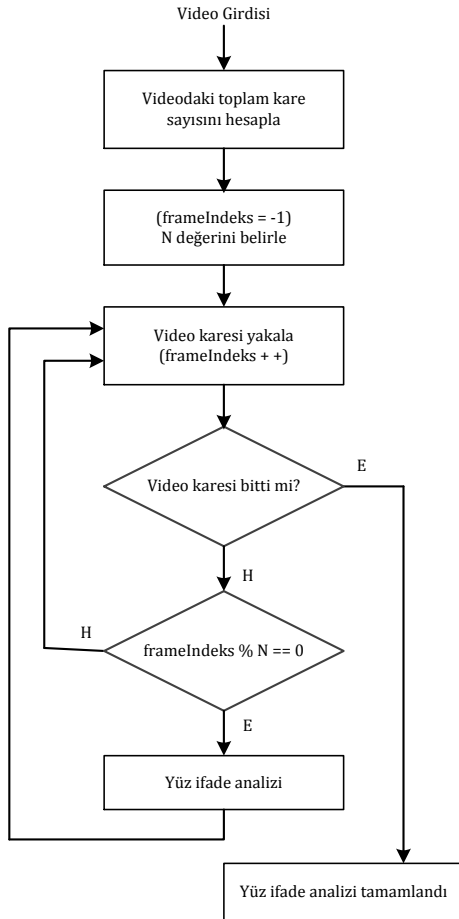 Video Girdisi
Videodaki toplam kare
sayısını hesapla
(frameIndeks = -1)
N değerini belirle
Video karesi yakala
(frameIndeks + +)
Video karesi bitti mi?
E
H
frameIndeks % N == 0
H
E
Yüz ifade analizi
Yüz ifade analizi tamamlandı